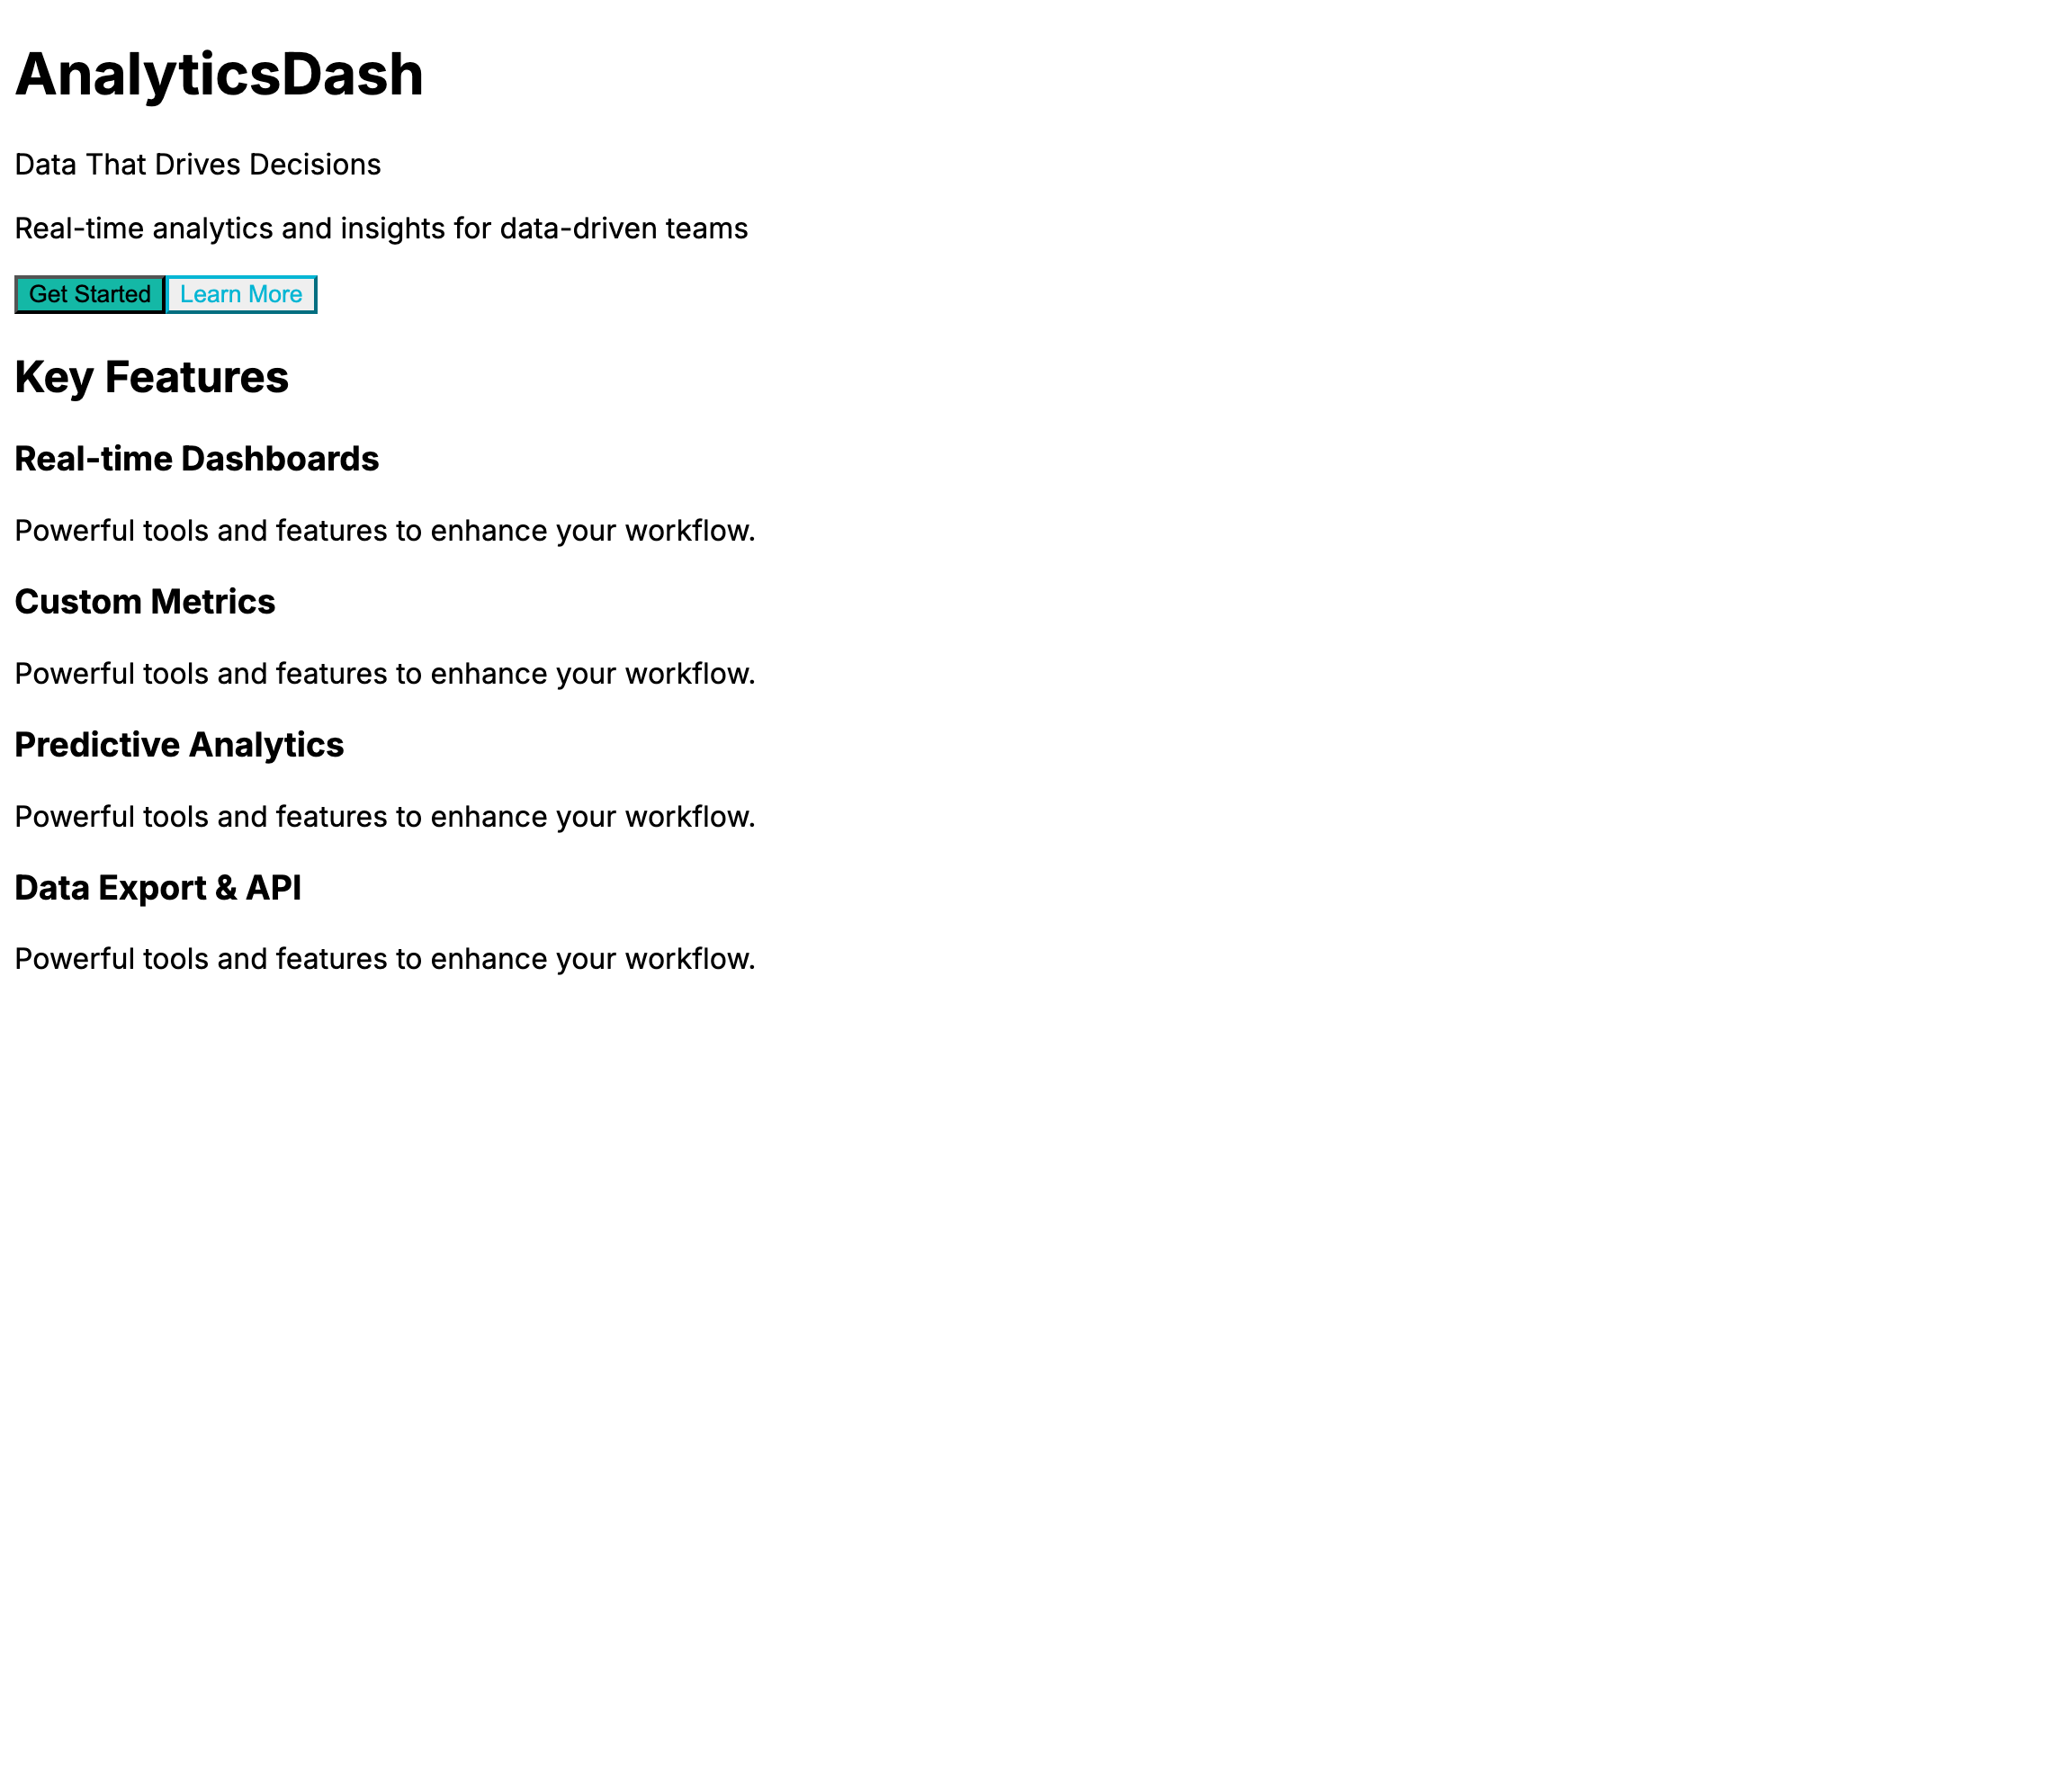 AnalyticsDash
Data That Drives Decisions
Real-time analytics and insights for data-driven teams
Get Started Learn More
Key Features
Real-time Dashboards
Powerful tools and features to enhance your workflow.
Custom Metrics
Powerful tools and features to enhance your workflow.
Predictive Analytics
Powerful tools and features to enhance your workflow.
Data Export & API
Powerful tools and features to enhance your workflow.